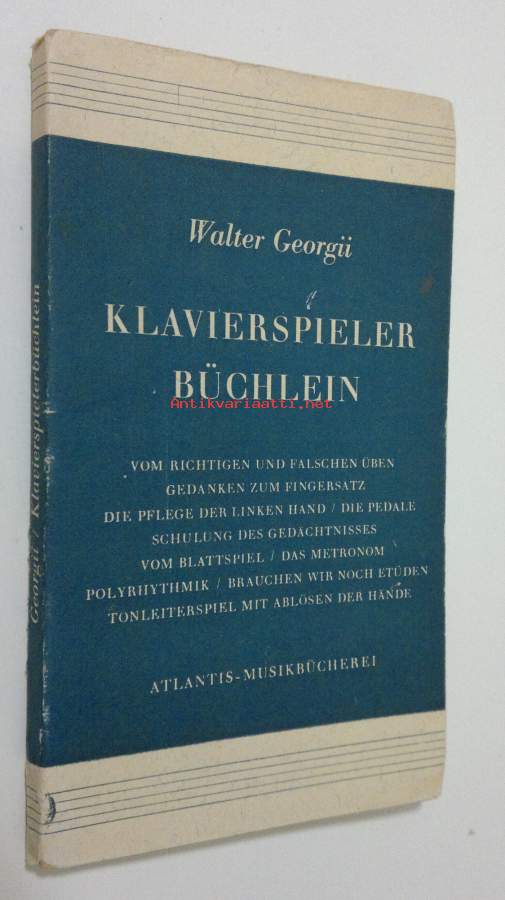 Walter Georgii
KLAVIERSPIELER
BÜCHLEIN
Antikvariaatti.net
VOM RICHTIGEN UND FALSCHEN ÜBEN
GEDANKEN ZUM FINGERSATZ
DIE PFLEGE DER LINKEN HAND / DIE PEDALE
SCHULUNG DES GEDÄCHTNISSES
VOM BLATTSPIEL / DAS METRONOM
POLYRHYTHMIK / BRAUCHEN WIR NOCH ETÜDEN
TONLEITERSPIEL MIT ABLÖSEN DER HÄNDE
ATLANTIS-MUSIKBÜCHEREI
Georgii / Klavierspielerbüchlein